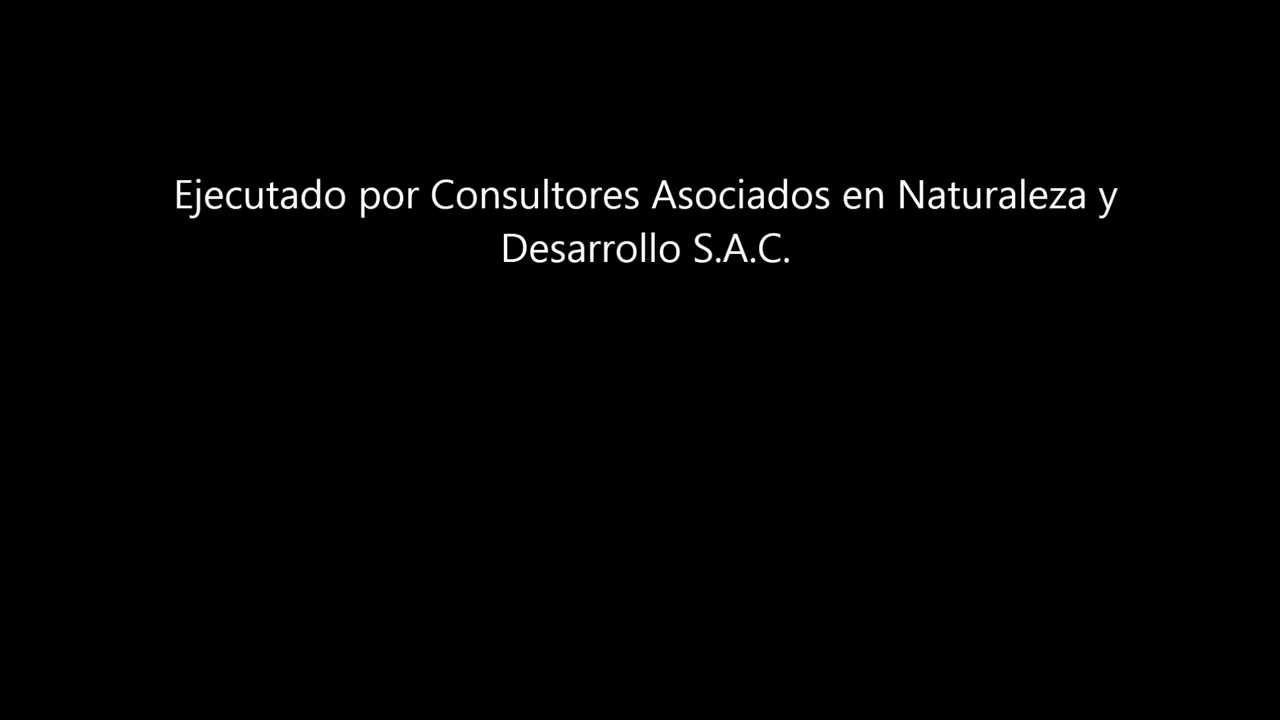 Ejecutado por Consultores Asociados en Naturaleza y
Desarrollo S.A.C.